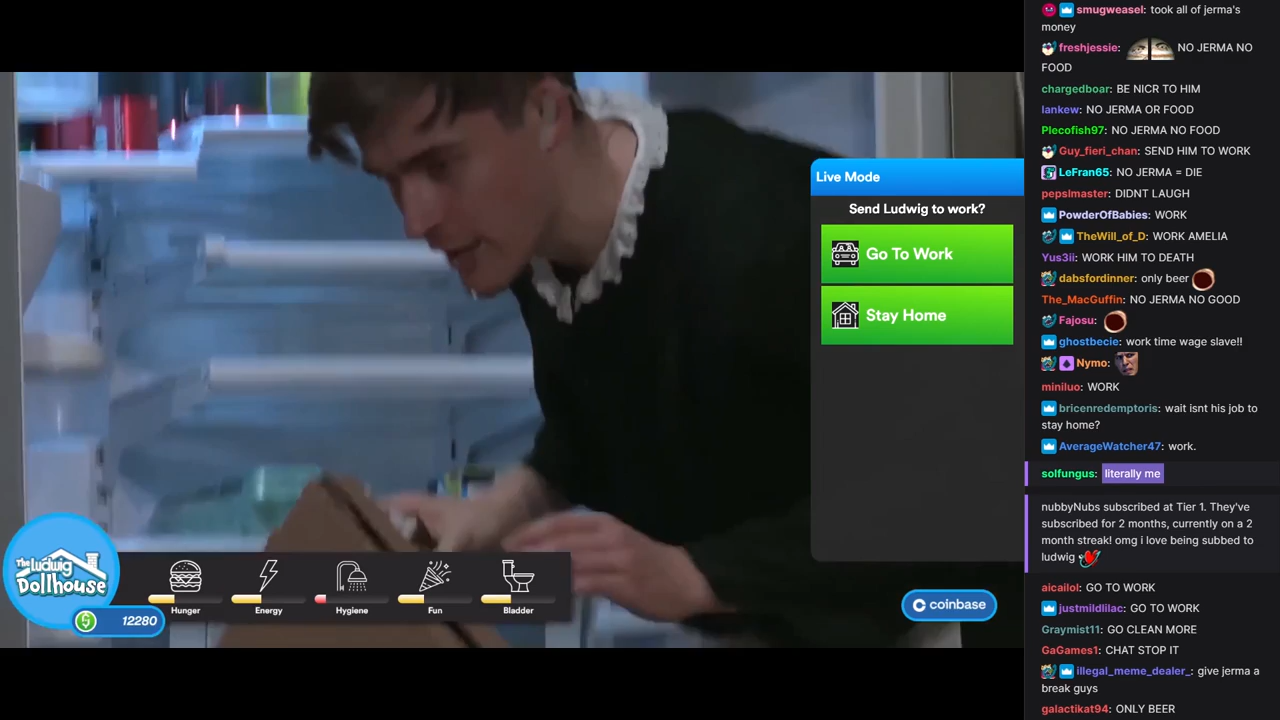 smugweasel: took all of jerma's
money
freshjessie: NO JERMA NO
FOOD
chargedboar: BE NICR TO HIM
lankew: NO JERMA OR FOOD
Plecofish97: NO JERMA NO FOOD
Guy_fieri_chan: SEND HIM TO WORK
LeFran65: NO JERMA = DIE
pepslmaster: DIDNT LAUGH
PowderOfBabies: WORK
TheWill_of_D: WORK AMELIA
Yus3ii: WORK HIM TO DEATH
dabsfordinner: only beer
The_MacGuffin: NO JERMA NO GOOD
Fajosu:
ghostbecie: work time wage slave!!
Nymo:
miniluo: WORK
bricenredemptoris: wait isnt his job to
stay home?
AverageWatcher47: work.
solfungus: literally me
nubbyNubs subscribed at Tier 1. They've
subscribed for 2 months, currently on a 2
month streak! omg i love being subbed to
ludwig
aicailol: GO TO WORK
justmildlilac: GO TO WORK
Graymist11: GO CLEAN MORE
GaGames1: CHAT STOP IT
illegal_meme_dealer_: give jerma a
break guys
galactikat94: ONLY BEER
Live Mode
Send Ludwig to work?
Go To Work
Stay Home
The Ludwig
Dollhouse
12280
Hunger
Energy
Hygiene
Fun
Bladder
coinbase